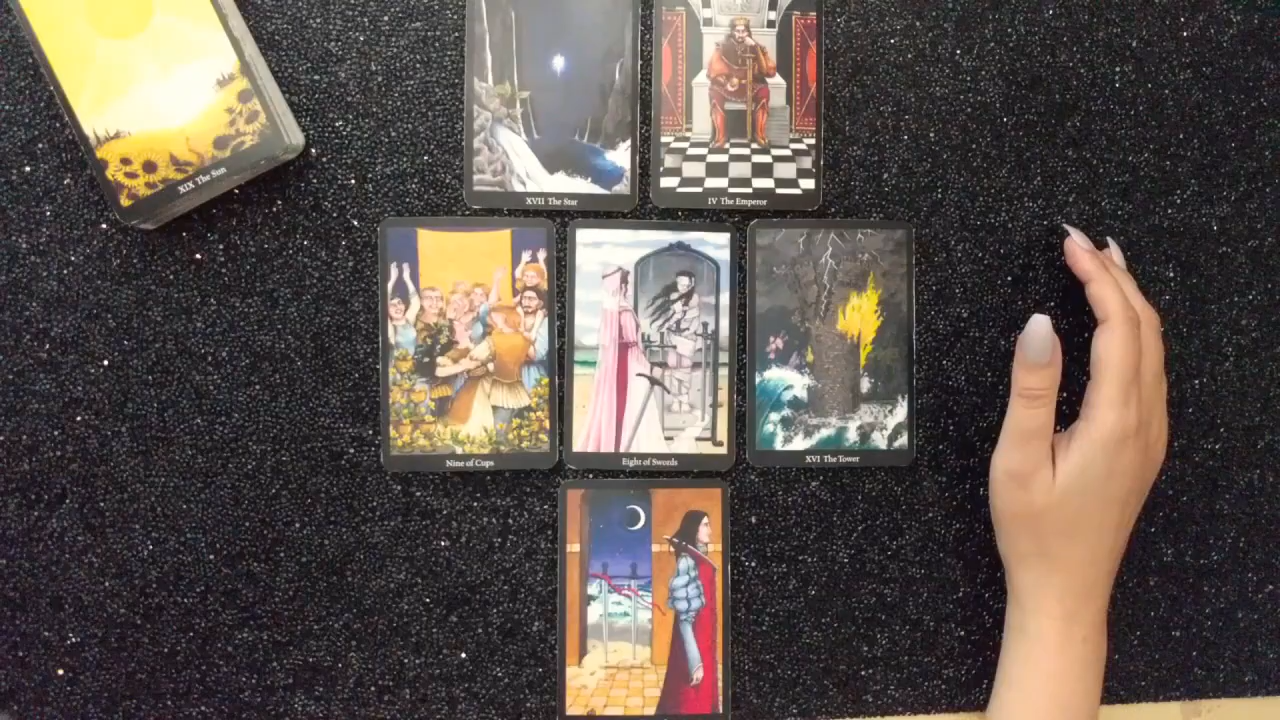 XVII The Star
IV The Emperor
XIX The Sun
Nine of Cups
Eight of Swords
XVI The Tower